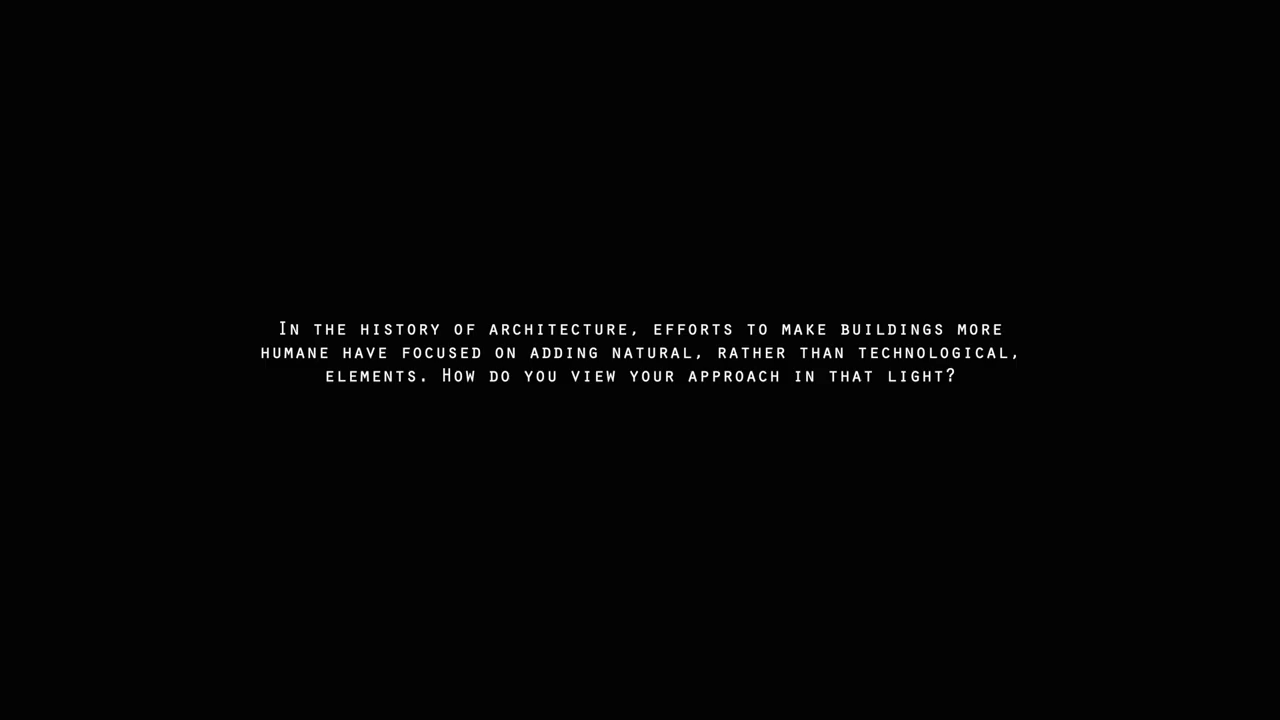 In the history of architecture, efforts to make buildings more
humane have focused on adding natural, rather than technological,
elements. How do you view your approach in that light?